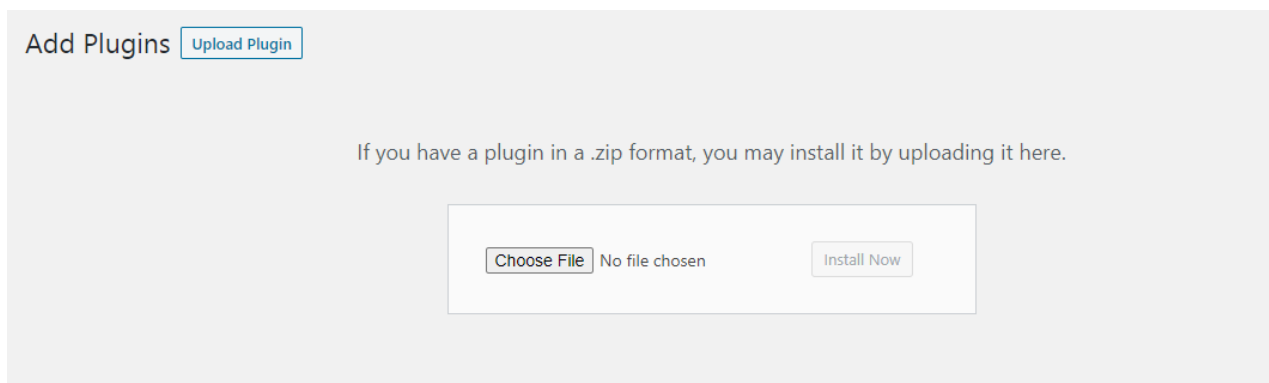 Add Plugins Upload Plugin
If you have a plugin in a .zip format, you may install it by uploading it here.
Choose File No file chosen Install Now